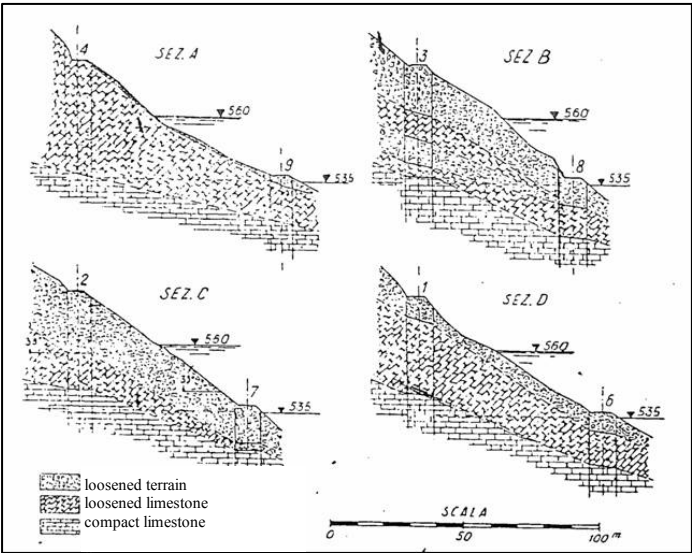 4
SEZ. A
560
9
535
3
SEZ B
560
8
535
2
SEZ. C
560
7
535
1
SEZ. D
560
6
535
loosened terrain
loosened limestone
compact limestone
SCALA
0 50 100 m